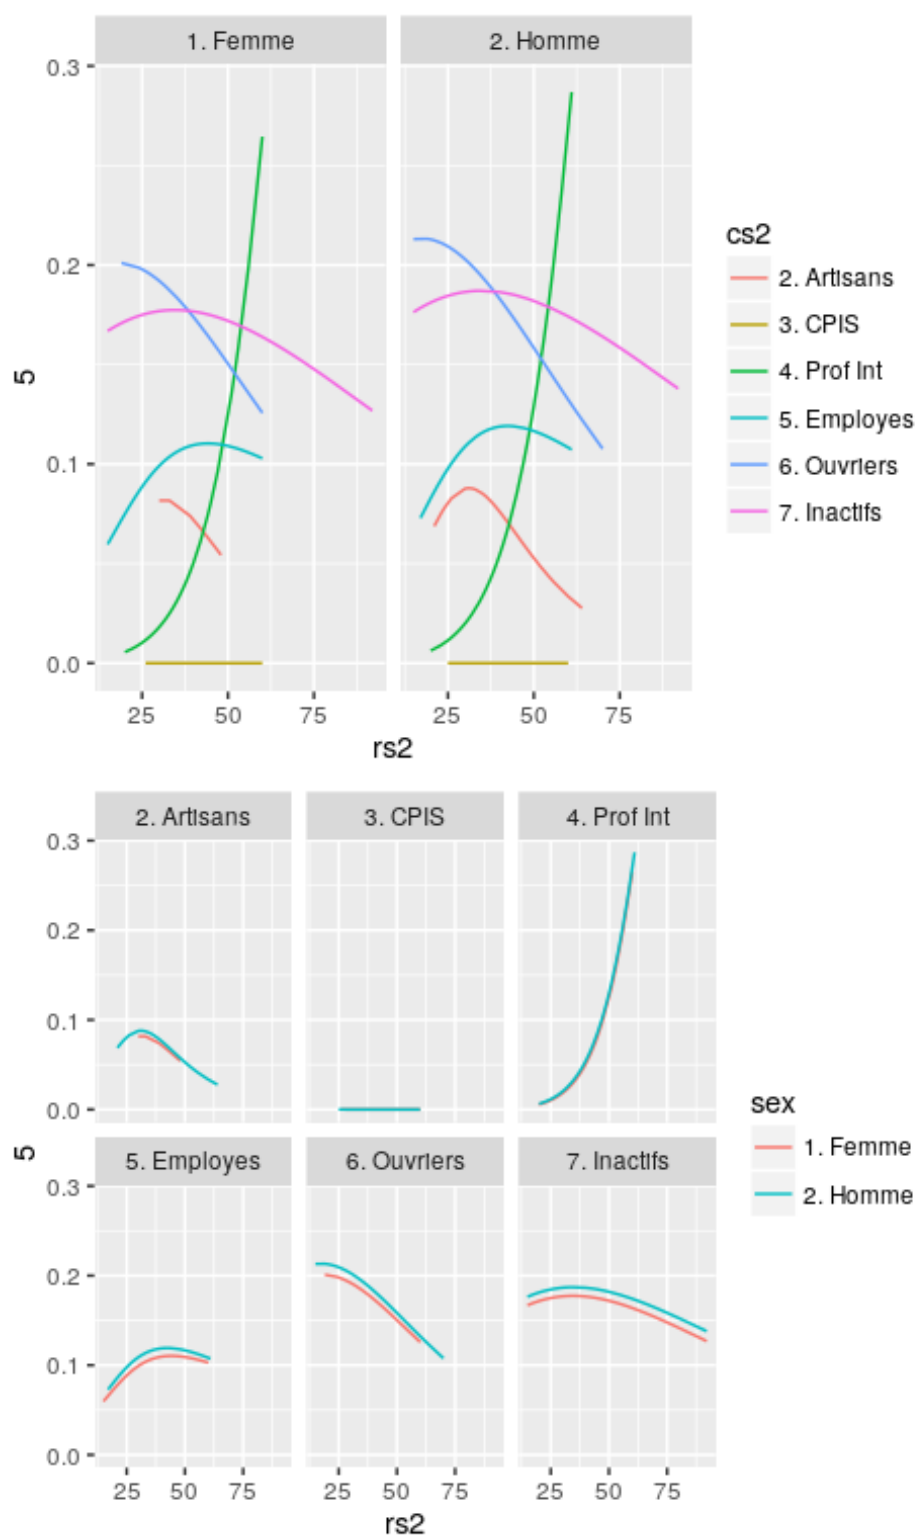 1. Femme 2. Homme
0.3
0.2
0.1
0.0
5
25 50 75 25 50 75
rs2
cs2
2. Artisans
3. CPIS
4. Prof Int
5. Employes
6. Ouvriers
7. Inactifs
2. Artisans 3. CPIS 4. Prof Int
0.3
0.2
0.1
0.0
5
5. Employes 6. Ouvriers 7. Inactifs
0.3
0.2
0.1
0.0
25 50 75 25 50 75 25 50 75
rs2
sex
1. Femme
2. Homme